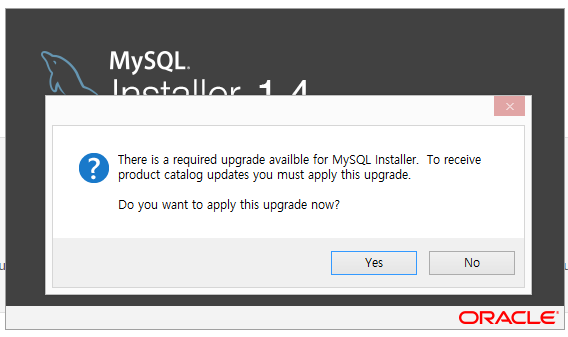 MySQL.
Installer 1.4
There is a required upgrade availble for MySQL Installer. To receive
product catalog updates you must apply this upgrade.
Do you want to apply this upgrade now?
Yes
No
ORACLE